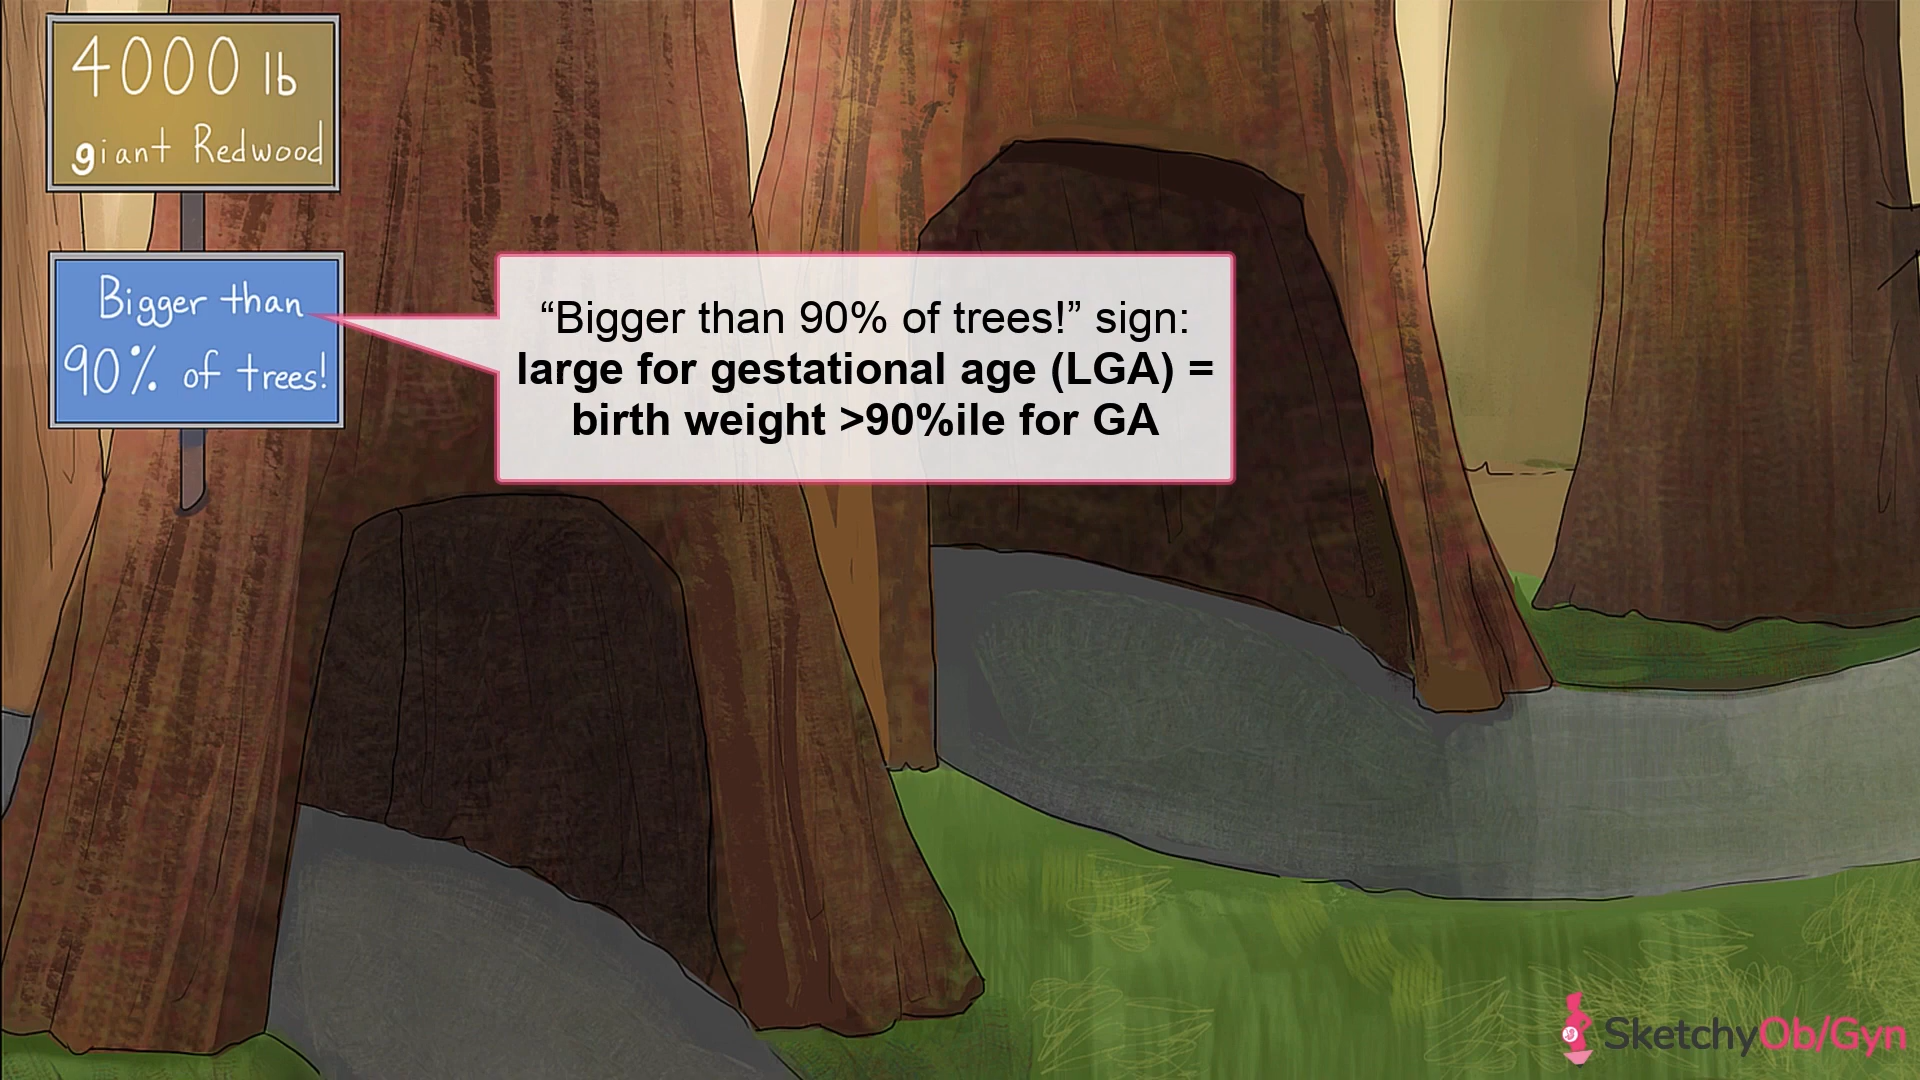 4000 lb
giant Redwood
Bigger than
90% of trees!
“Bigger than 90% of trees!” sign:
large for gestational age (LGA) =
birth weight >90%ile for GA
SketchyOb/Gyn